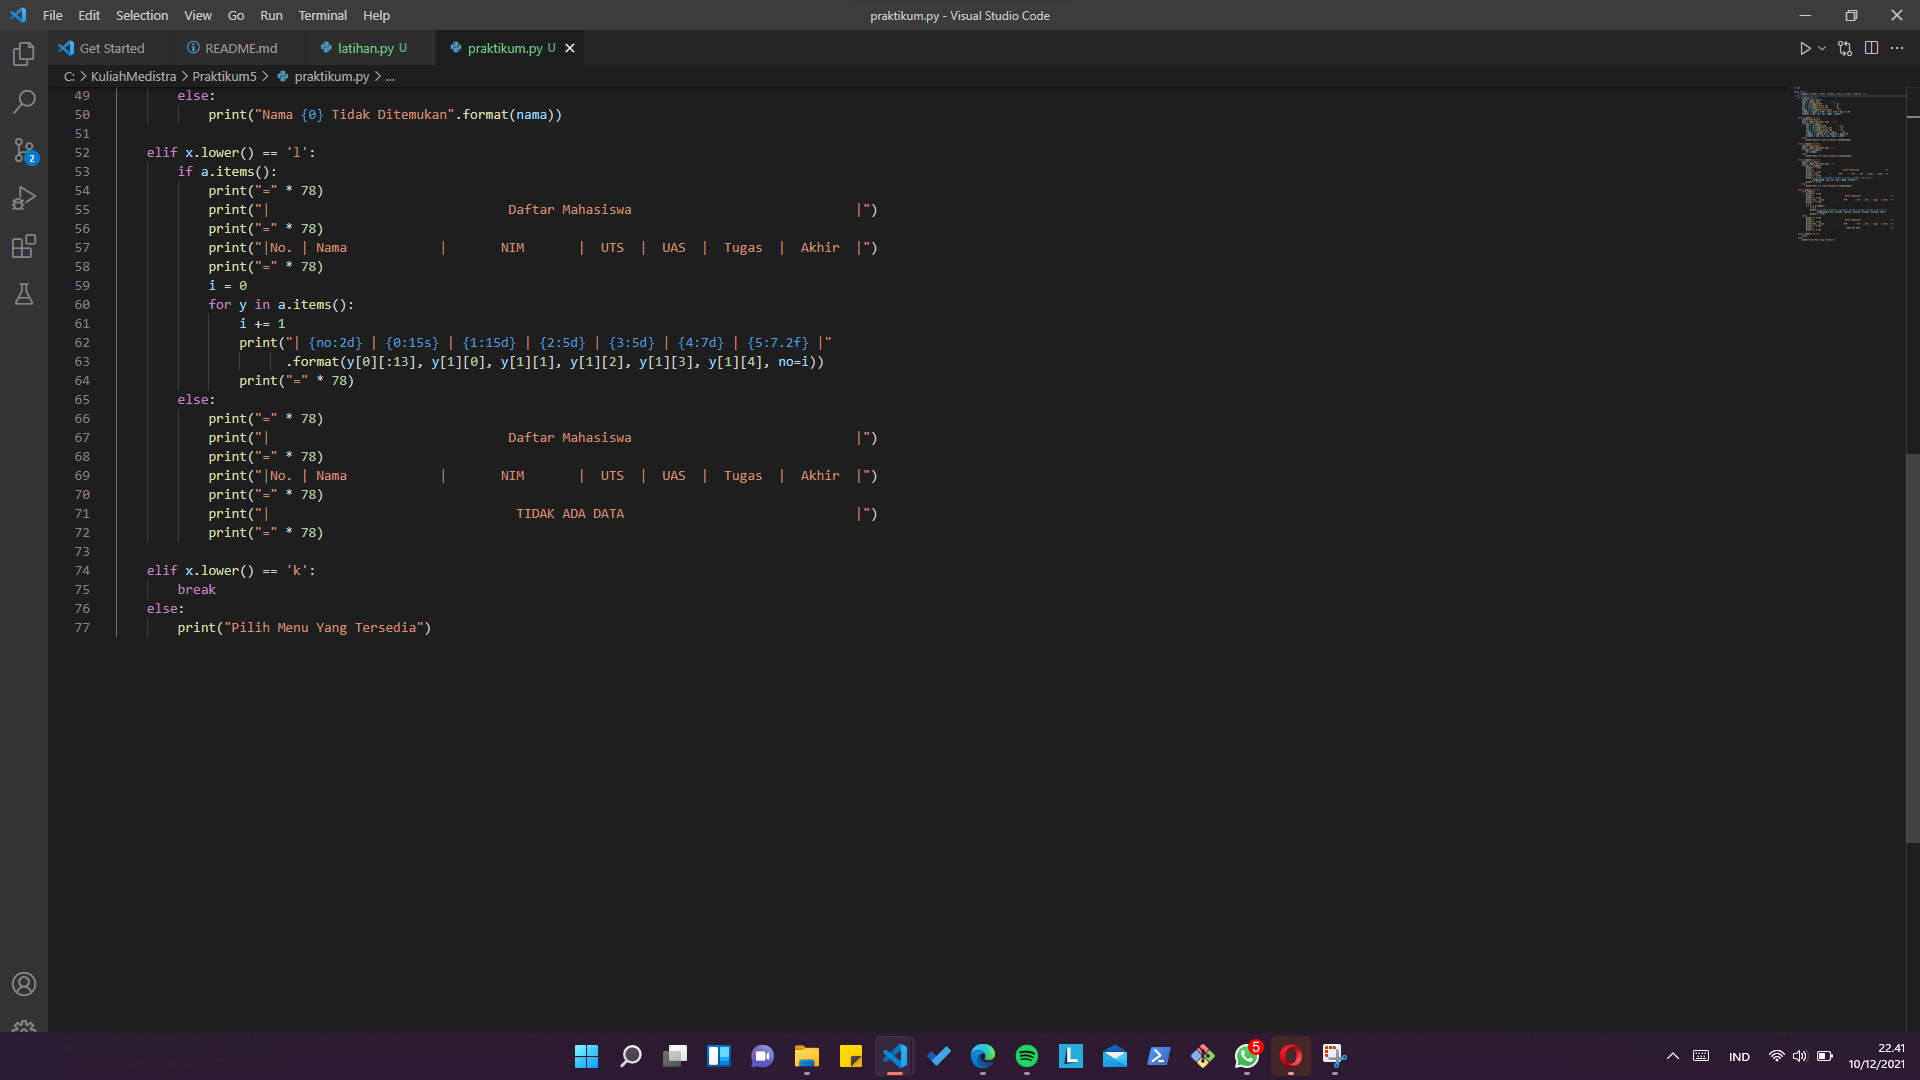 File Edit Selection View Go Run Terminal Help praktikum.py - Visual Studio Code
Get Started README.md latihan.py U praktikum.py U
C: > KuliahMedistra > Praktikum5 > praktikum.py > ...
49 else:
50 print("Nama {0} Tidak Ditemukan".format(nama))
51
52 elif x.lower() == 'l':
53 if a.items():
54 print("=" * 78)
55 print("| Daftar Mahasiswa |")
56 print("=" * 78)
57 print("|No. | Nama | NIM | UTS | UAS | Tugas | Akhir |")
58 print("=" * 78)
59 i = 0
60 for y in a.items():
61 i += 1
62 print("| {no:2d} | {0:15s} | {1:15d} | {2:5d} | {3:5d} | {4:7d} | {5:7.2f} |"
63 .format(y[0][:13], y[1][0], y[1][1], y[1][2], y[1][3], y[1][4], no=i))
64 print("=" * 78)
65 else:
66 print("=" * 78)
67 print("| Daftar Mahasiswa |")
68 print("=" * 78)
69 print("|No. | Nama | NIM | UTS | UAS | Tugas | Akhir |")
70 print("=" * 78)
71 print("| TIDAK ADA DATA |")
72 print("=" * 78)
73
74 elif x.lower() == 'k':
75 break
76 else:
77 print("Pilih Menu Yang Tersedia")
2
5
L
IND
22.41
10/12/2021